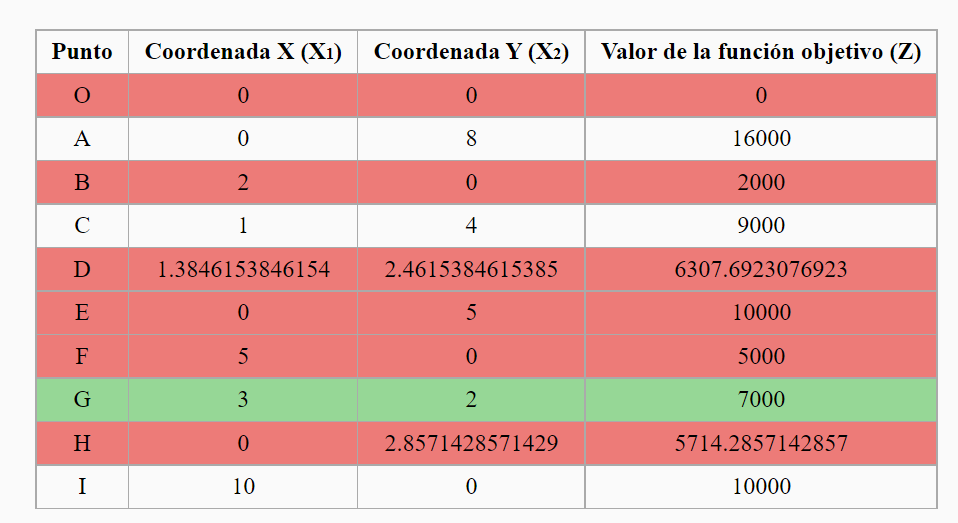 Punto Coordenada X (X1) Coordenada Y (X2) Valor de la función objetivo (Z)
O 0 0 0
A 0 8 16000
B 2 0 2000
C 1 4 9000
D 1.3846153846154 2.4615384615385 6307.6923076923
E 0 5 10000
F 5 0 5000
G 3 2 7000
H 0 2.8571428571429 5714.2857142857
I 10 0 10000